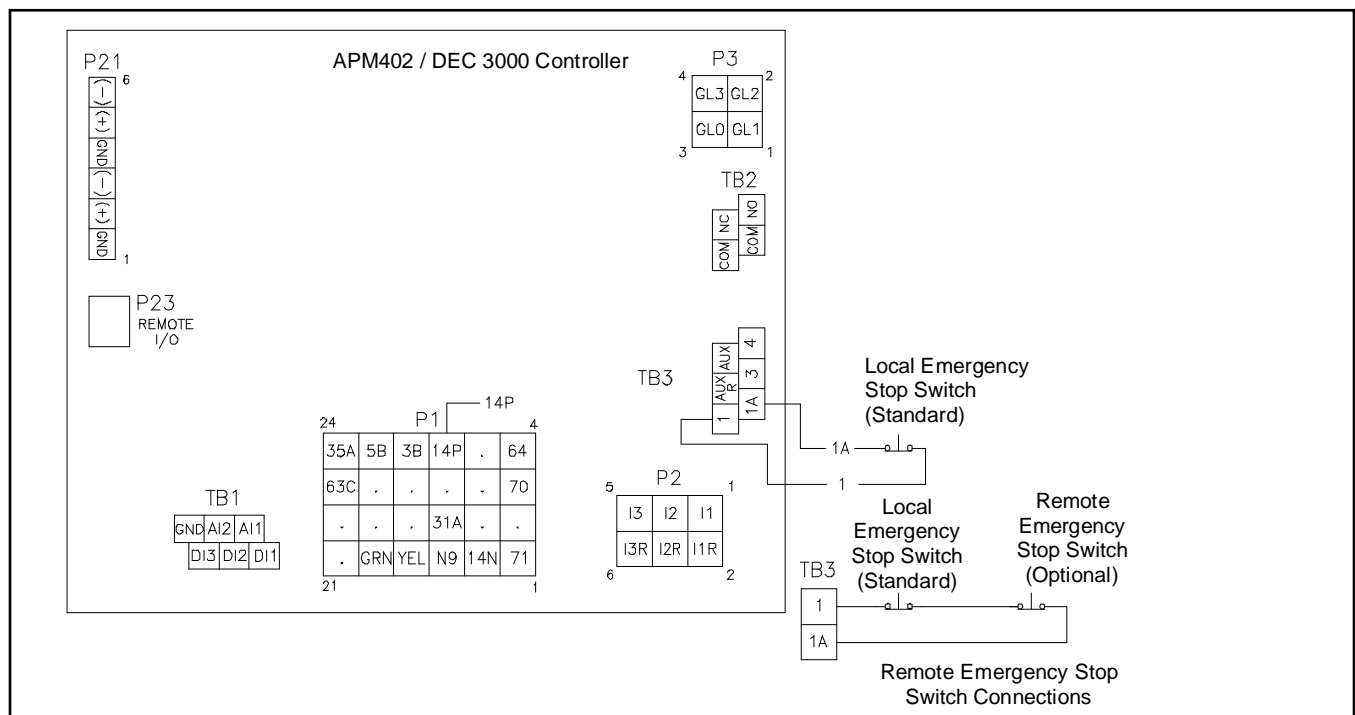 APM402 / DEC 3000 Controller
P21
6
(-)
(+)
GND
(-)
(+)
GND
1
P23
REMOTE
I/O
P3
4 2
GL3 GL2
GL0 GL1
3 1
TB2
NC NO
COM COM
TB3
AUX 4
AUX R 3
1 1A
Local Emergency
Stop Switch
(Standard)
1A
1
14P
P1
24 4
35A 5B 3B 14P . 64
63C . . . . 70
. . . 31A . .
. GRN YEL N9 14N 71
21 1
TB1
GND AI2 AI1
DI3 DI2 DI1
P2
5 1
I3 I2 I1
I3R I2R I1R
6 2
Local
Emergency
Stop Switch
(Standard)
Remote
Emergency
Stop Switch
(Optional)
TB3
1
1A
Remote Emergency Stop
Switch Connections